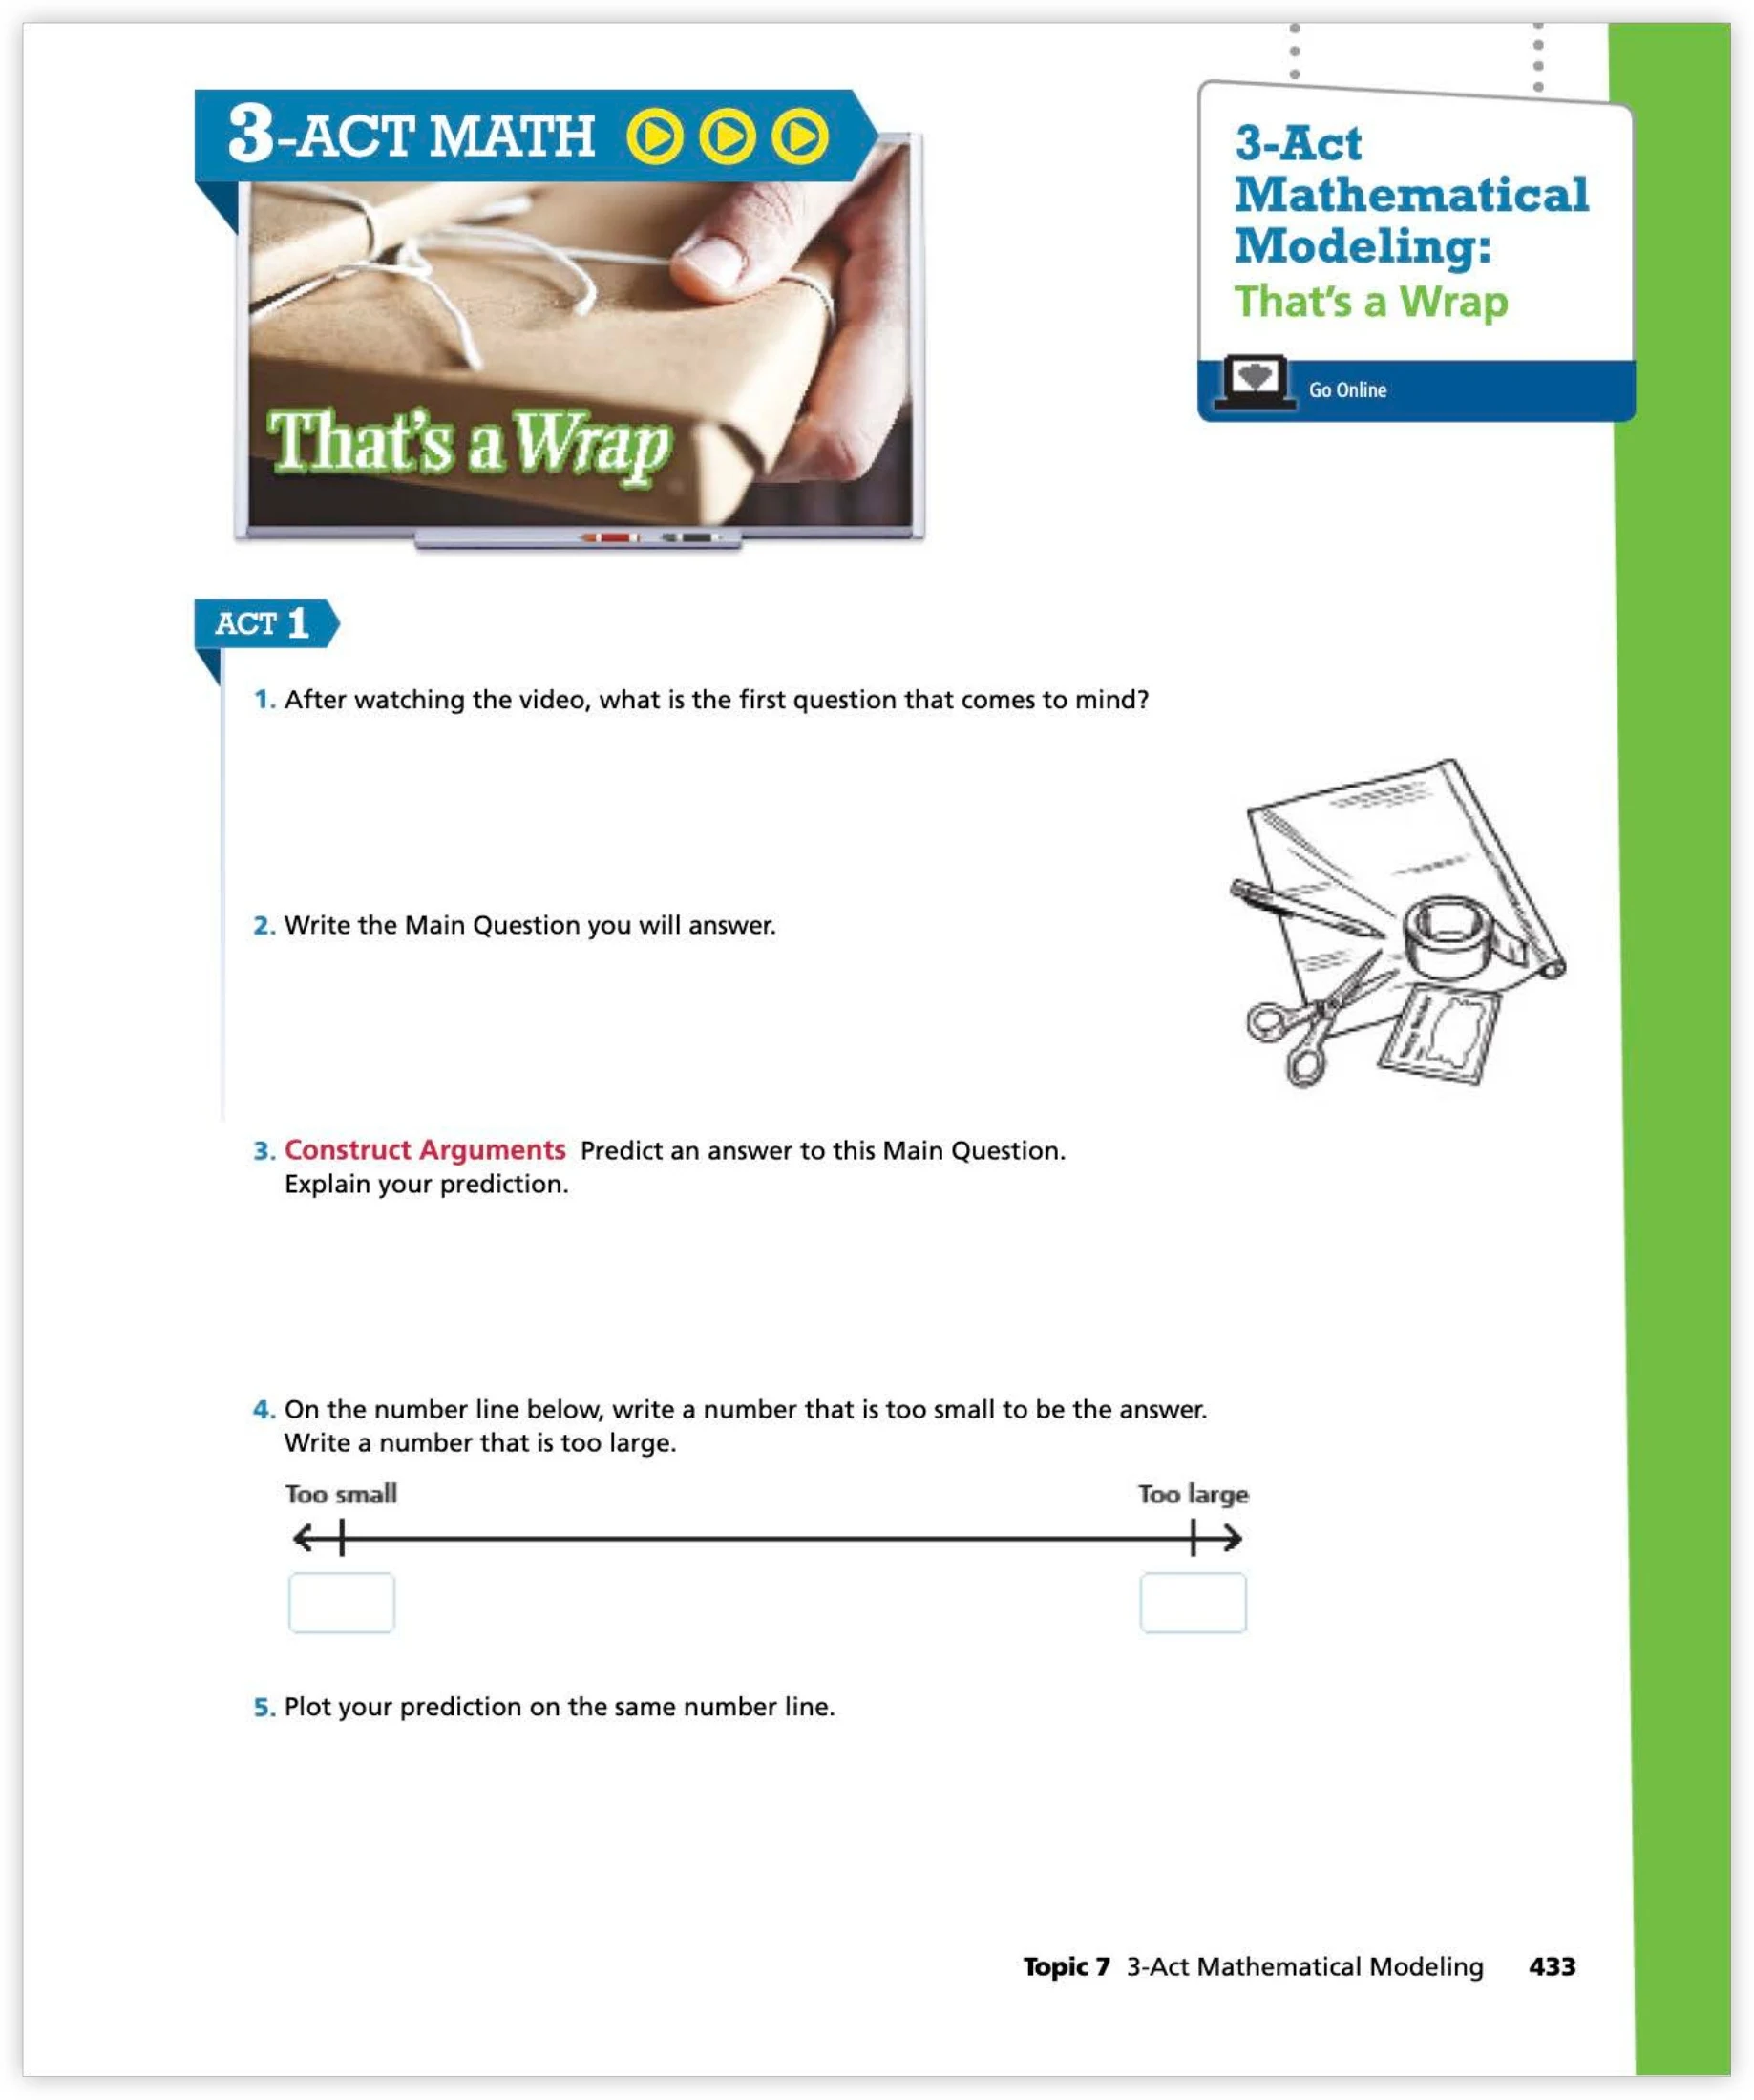 3-ACT MATH
That's a Wrap
3-Act
Mathematical
Modeling:
That's a Wrap
Go Online
ACT 1
1. After watching the video, what is the first question that comes to mind?
2. Write the Main Question you will answer.
3. Construct Arguments Predict an answer to this Main Question.
Explain your prediction.
4. On the number line below, write a number that is too small to be the answer.
Write a number that is too large.
Too small
Too large
5. Plot your prediction on the same number line.
Topic 7 3-Act Mathematical Modeling 433